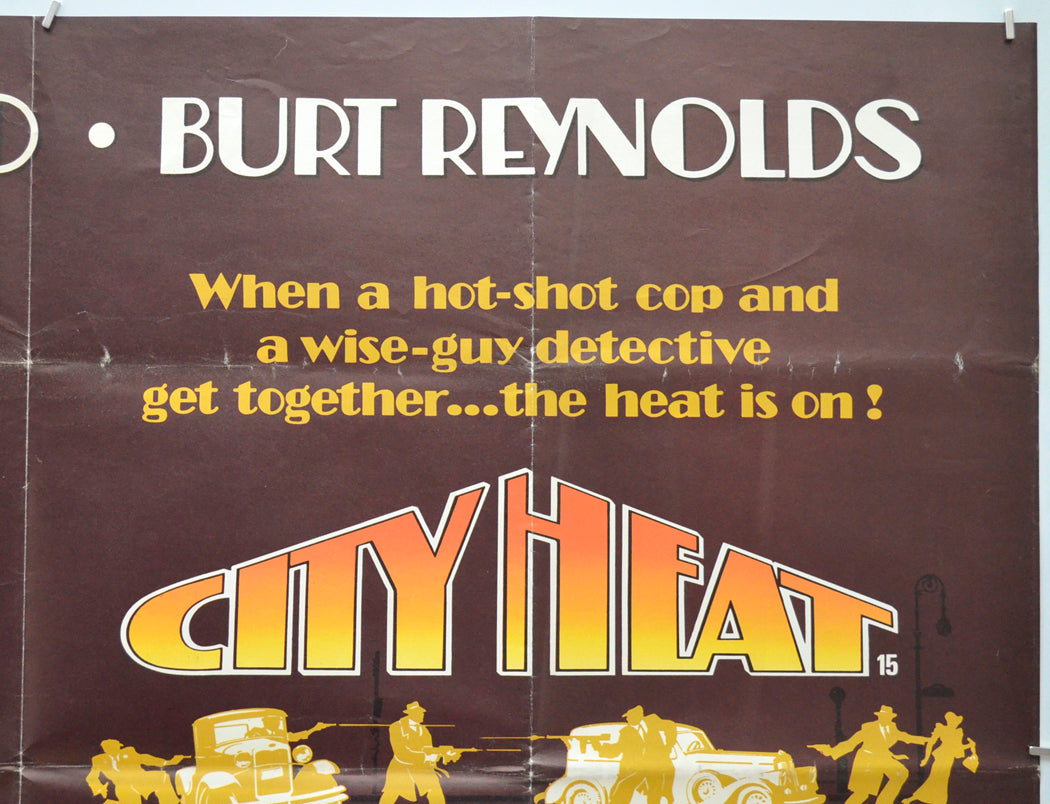 • BURT REYNOLDS
When a hot-shot cop and
a wise-guy detective
get together...the heat is on!
CITY HEAT
15